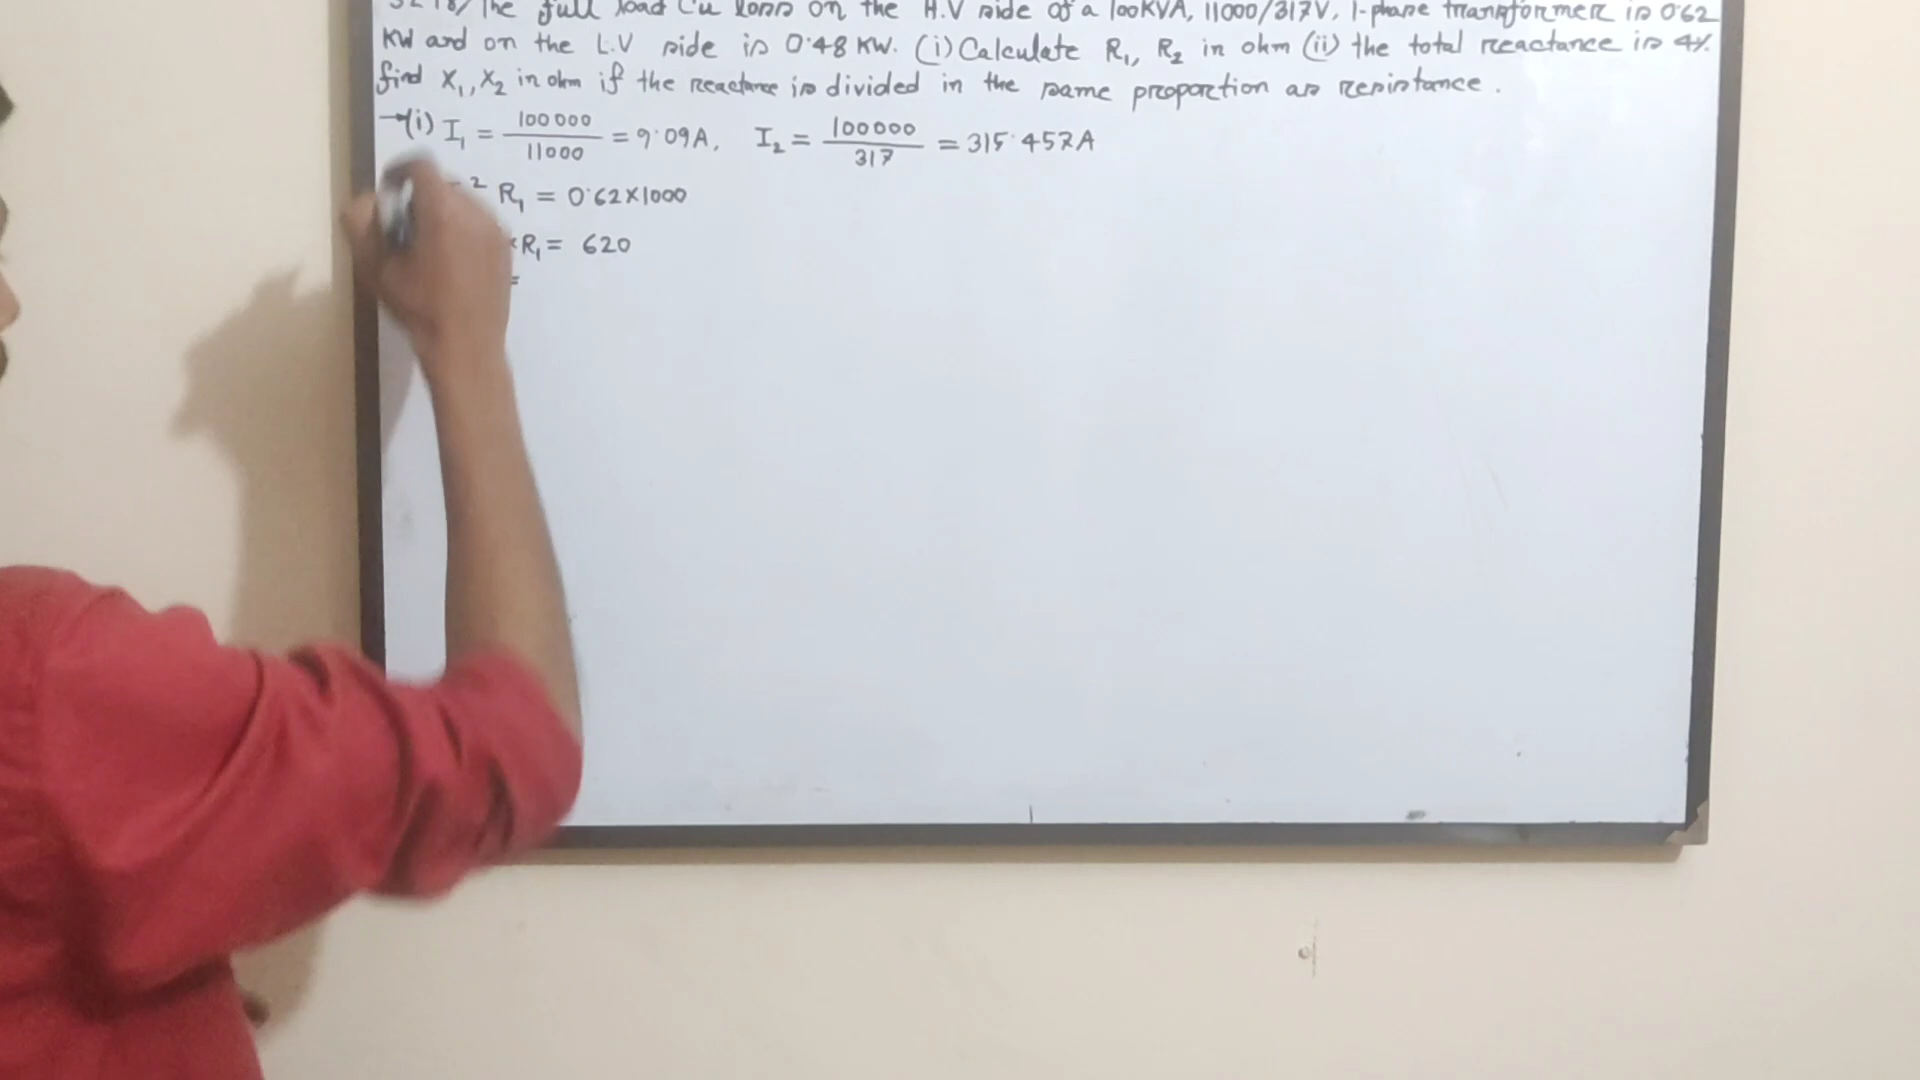 The full load Cu loss on the H.V side of a 100KVA, 11000/317V, 1-phase transformer is 0.62
KW and on the L.V side is 0.48 KW. (i) Calculate R₁, R₂ in ohm (ii) the total reactance is 4%
find X₁, X₂ in ohm if the reactance is divided in the same proportion as resistance.
→(i) I₁ = 100000/11000 = 9.09A, I₂ = 100000/317 = 315.457A
² R₁ = 0.62×1000
×R₁ = 620
=